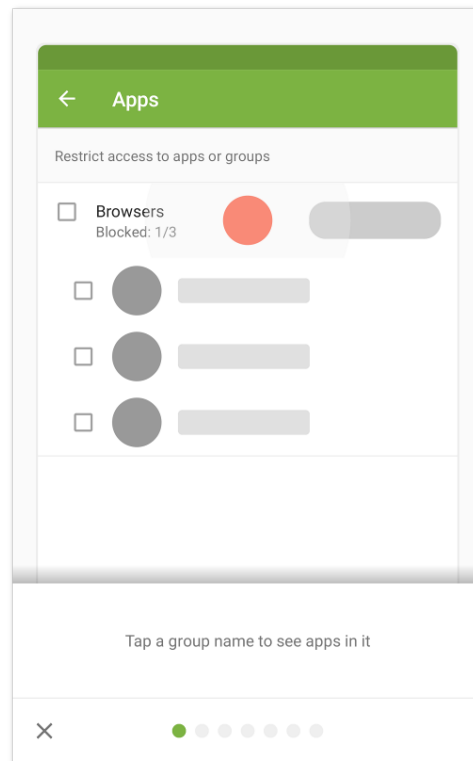 Apps
Restrict access to apps or groups
Browsers
Blocked: 1/3
Tap a group name to see apps in it